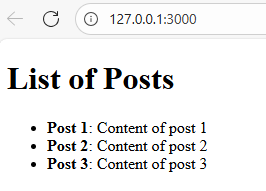 127.0.0.1:3000
List of Posts
Post 1: Content of post 1
Post 2: Content of post 2
Post 3: Content of post 3